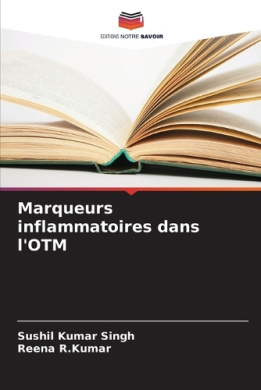 EDITIONS NOTRE SAVOIR
Marqueurs
inflammatoires dans
l'OTM
Sushil Kumar Singh
Reena R.Kumar